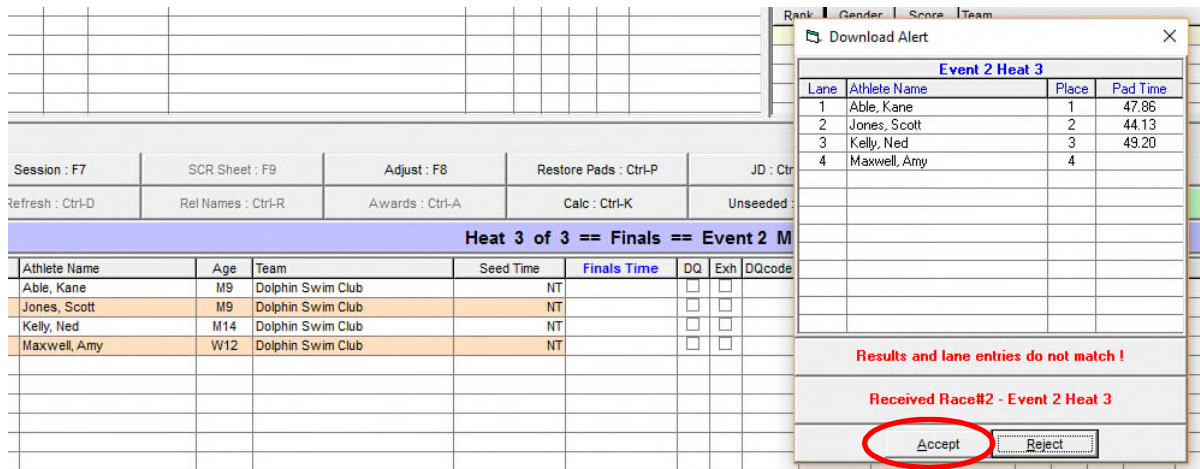 Rank Gender Score Team
Download Alert
Event 2 Heat 3
Lane Athlete Name Place Pad Time
1 Able, Kane 1 47.86
2 Jones, Scott 2 44.13
3 Kelly, Ned 3 49.20
4 Maxwell, Amy 4
Session : F7 SCR Sheet : F9 Adjust : F8 Restore Pads : Ctrl-P JD : Ctr
Refresh : Ctrl-D Rel Names : Ctrl-R Awards : Ctrl-A Calc : Ctrl-K Unseeded :
Heat 3 of 3 == Finals == Event 2 M
Athlete Name Age Team Seed Time Finals Time DQ Exh DQcode
Able, Kane M9 Dolphin Swim Club NT
Jones, Scott M9 Dolphin Swim Club NT
Kelly, Ned M14 Dolphin Swim Club NT
Maxwell, Amy W12 Dolphin Swim Club NT
Results and lane entries do not match !
Received Race#2 - Event 2 Heat 3
Accept Reject